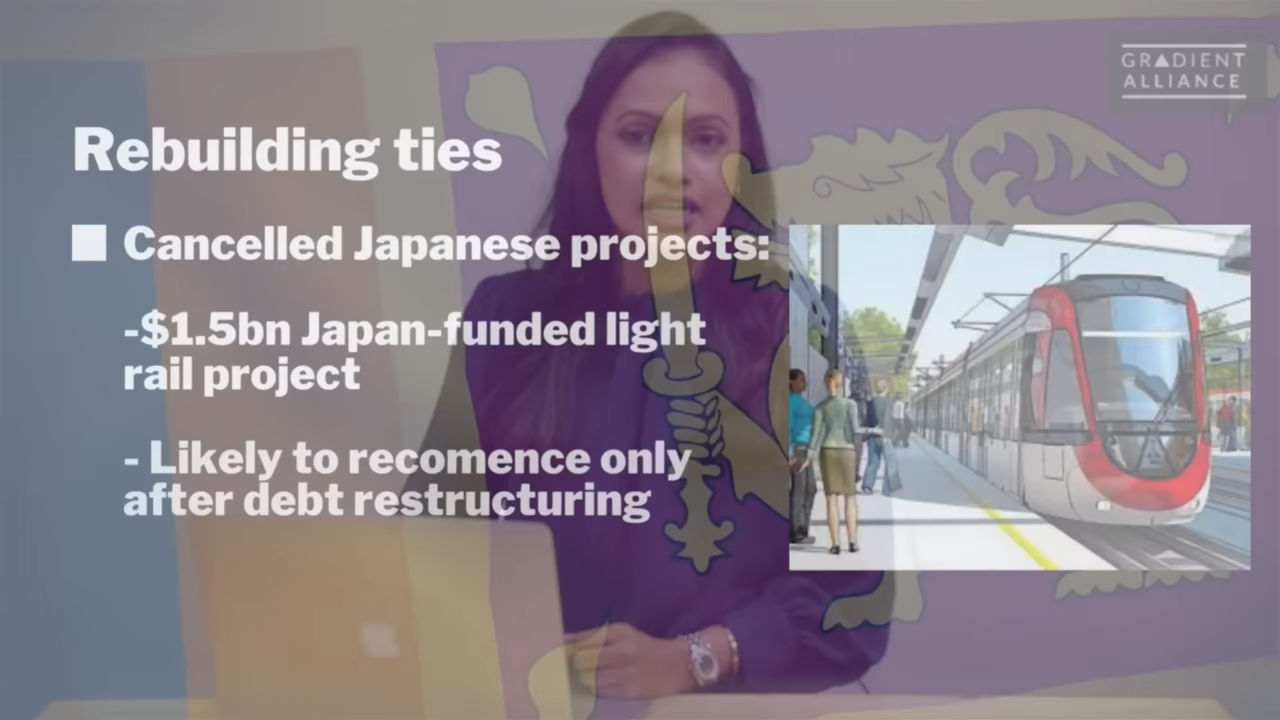 GRADIENT
ALLIANCE
Rebuilding ties
Cancelled Japanese projects:
-$1.5bn Japan-funded light
rail project
- Likely to recomence only
after debt restructuring